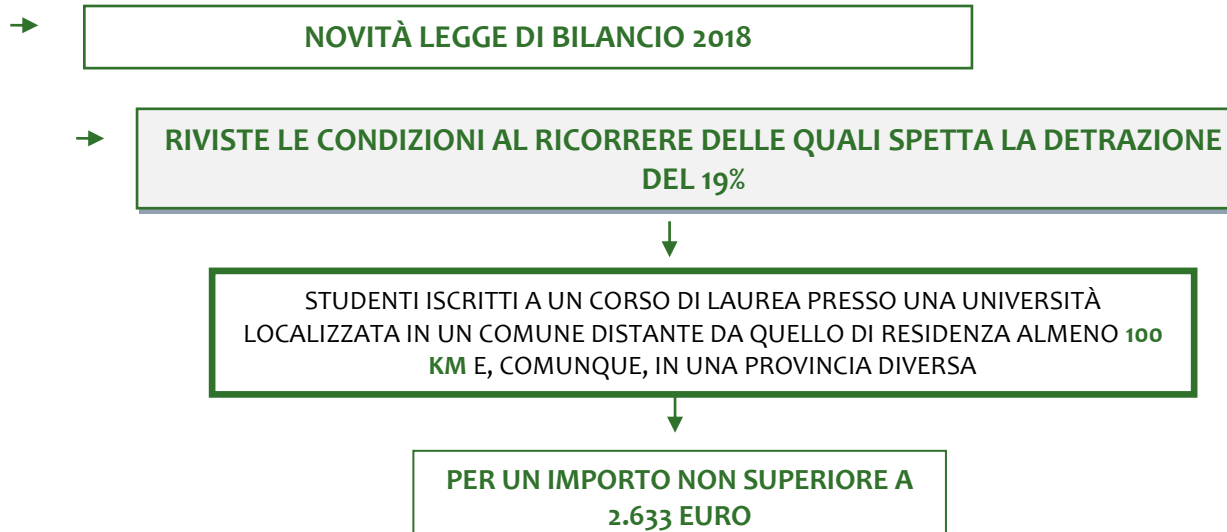 NOVITÀ LEGGE DI BILANCIO 2018
RIVISTE LE CONDIZIONI AL RICORRERE DELLE QUALI SPETTA LA DETRAZIONE
DEL 19%
STUDENTI ISCRITTI A UN CORSO DI LAUREA PRESSO UNA UNIVERSITÀ
LOCALIZZATA IN UN COMUNE DISTANTE DA QUELLO DI RESIDENZA ALMENO 100
KM E, COMUNQUE, IN UNA PROVINCIA DIVERSA
PER UN IMPORTO NON SUPERIORE A
2.633 EURO